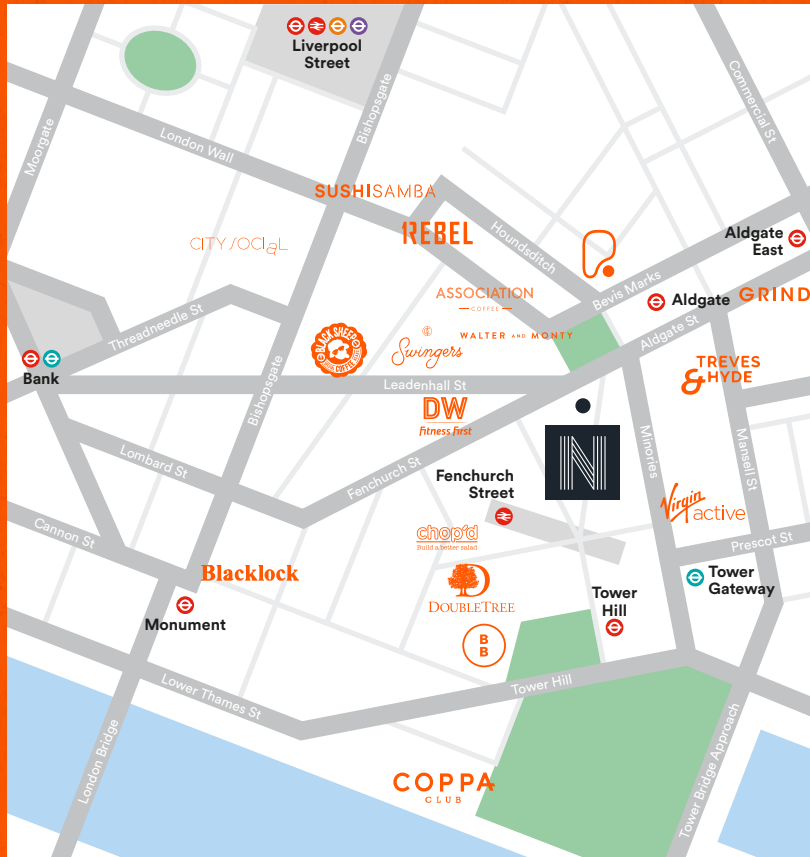 Liverpool
Street
Commercial St
Bishopsgate
Moorgate
London Wall
SUSHISAMBA
REBEL
Houndsditch
CITY SOCIAL
Aldgate
East
Bevis Marks
ASSOCIATION
COFFEE
Aldgate
GRIND
Threadneedle St
Aldgate St
BLACK SHEEP
COFFEE
Swingers
WALTER AND MONTY
Bank
Bishopsgate
TREVES
& HYDE
Leadenhall St
DW
fitness first
Minories
Mansell St
Lombard St
Fenchurch St
N
Fenchurch
Street
Virgin
active
Cannon St
chop'd
Build a better salad
Prescot St
Blacklock
Tower
Gateway
DOUBLETREE
Tower
Hill
Monument
B
B
Tower Hill
Lower Thames St
London Bridge
Tower Bridge Approach
COPPA
CLUB